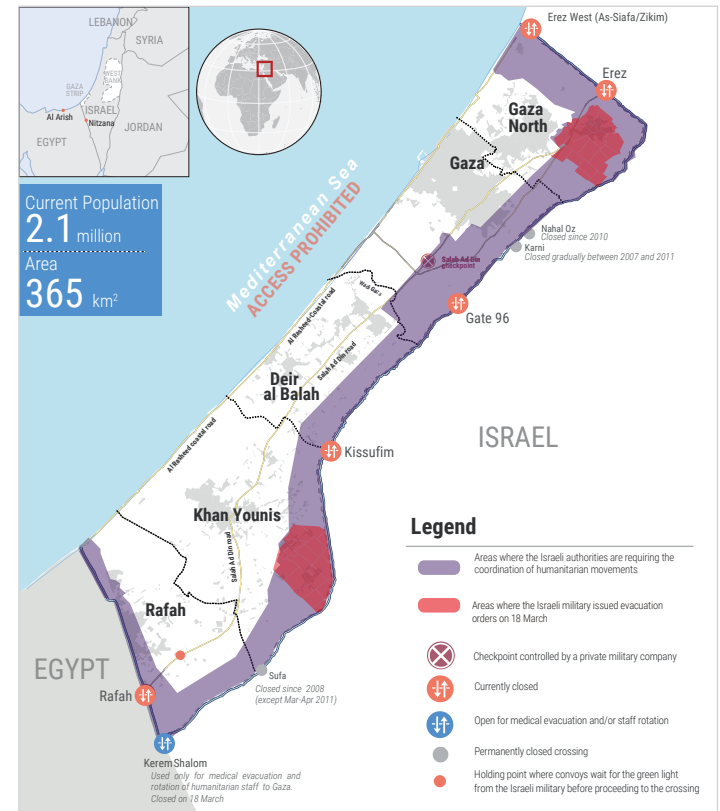 LEBANON
SYRIA
WEST
BANK
GAZA
STRIP
ISRAEL
Al Arish
Nitzana
JORDAN
EGYPT
Current Population
2.1 million
Area
365 km²
Mediterranean Sea
ACCESS PROHIBITED
Erez West (As-Siafa/Zikim)
Erez
Gaza
North
Gaza
Nahal Oz
Closed since 2010
Karni
Closed gradually between 2007 and 2011
Salah Ad Din
checkpoint
Gate 96
Wadi Gaza
Al Rasheed-Coastal road
Salah Ad Din road
Deir
al Balah
Al Rasheed coastal road
Kissufim
ISRAEL
Khan Younis
Salah Ad Din road
Rafah
EGYPT
Rafah
Sufa
Closed since 2008
(except Mar-Apr 2011)
Kerem Shalom
Used only for medical evacuation and
rotation of humanitarian staff to Gaza.
Closed on 18 March
Legend
Areas where the Israeli authorities are requiring the
coordination of humanitarian movements
Areas where the Israeli military issued evacuation
orders on 18 March
Checkpoint controlled by a private military company
Currently closed
Open for medical evacuation and/or staff rotation
Permanently closed crossing
Holding point where convoys wait for the green light
from the Israeli military before proceeding to the crossing